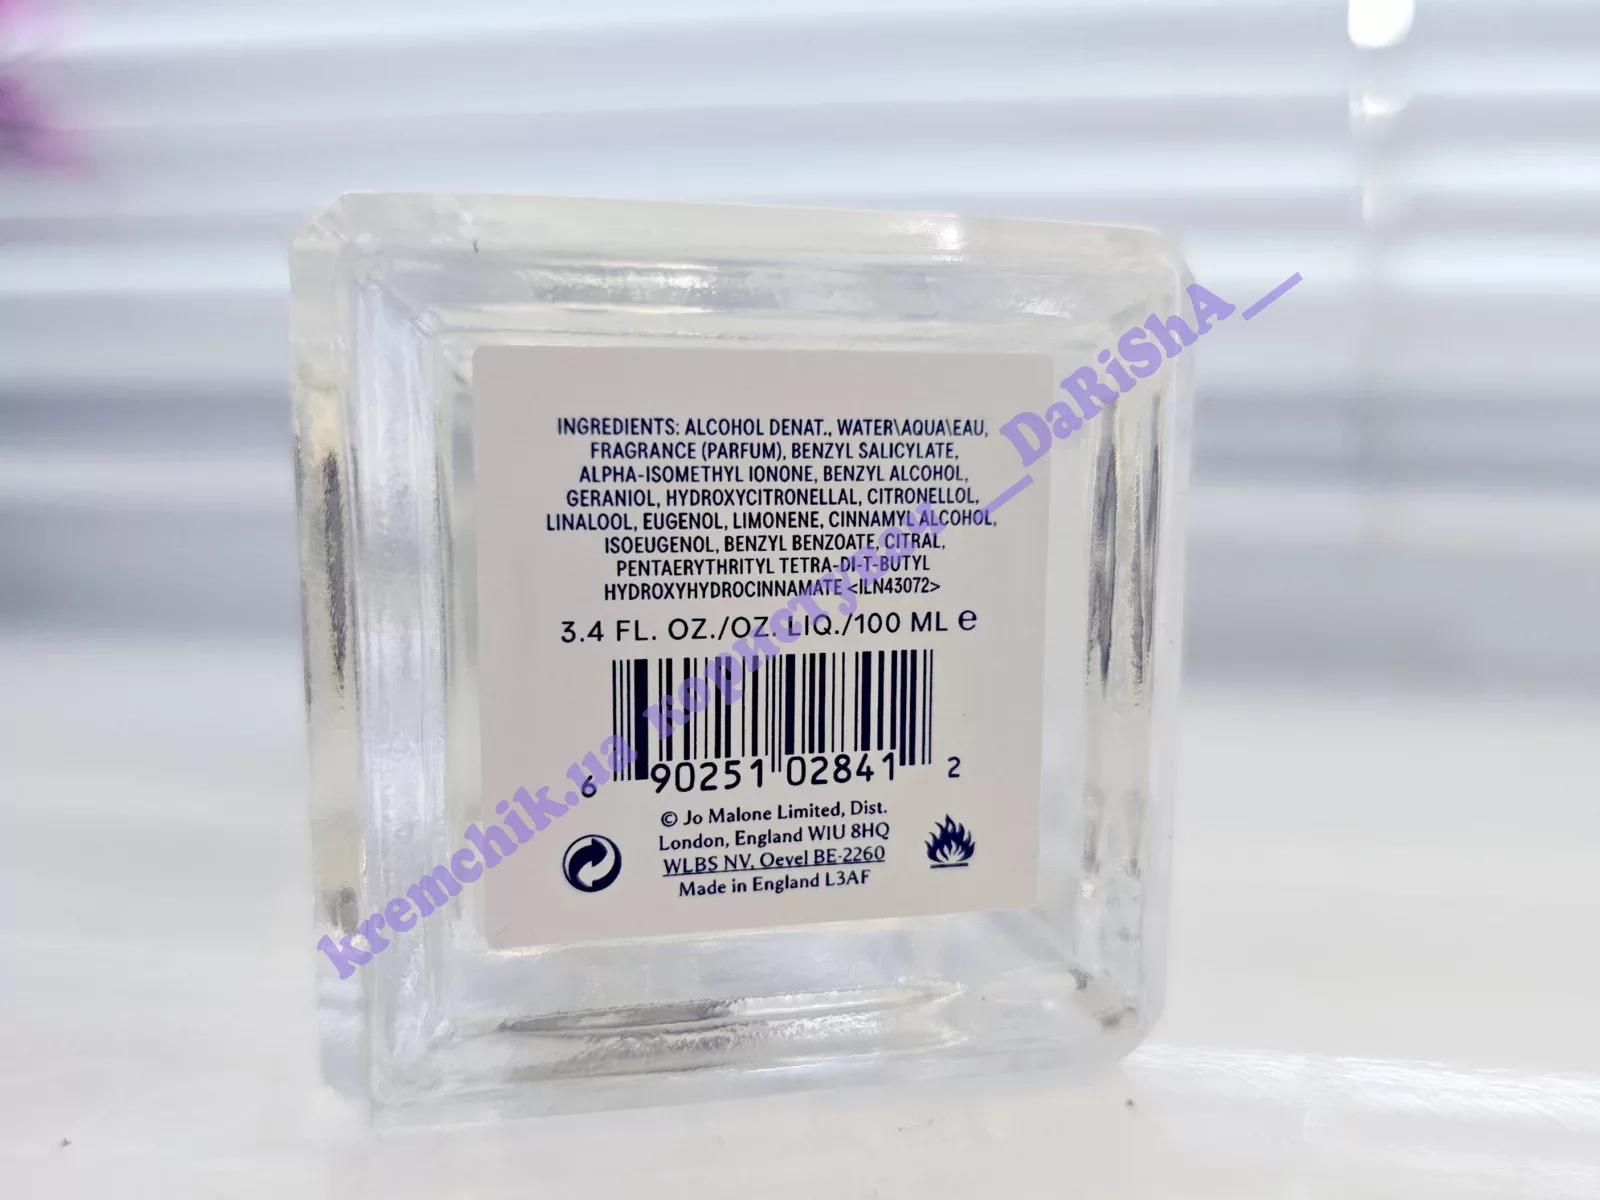 INGREDIENTS: ALCOHOL DENAT., WATER\AQUA\EAU,
FRAGRANCE (PARFUM), BENZYL SALICYLATE,
ALPHA-ISOMETHYL IONONE, BENZYL ALCOHOL,
GERANIOL, HYDROXYCITRONELLAL, CITRONELLOL,
LINALOOL, EUGENOL, LIMONENE, CINNAMYL ALCOHOL,
ISOEUGENOL, BENZYL BENZOATE, CITRAL,
PENTAERYTHRITYL TETRA-DI-T-BUTYL
HYDROXYHYDROCINNAMATE <ILN43072>
3.4 FL. OZ./OZ. LIQ./100 ML ℮
6 90251 02841 2
© Jo Malone Limited, Dist.
London, England W1U 8HQ
WLBS NV, Oevel BE-2260
Made in England L3AF
kremchik.ua користувач __DaRiShA__